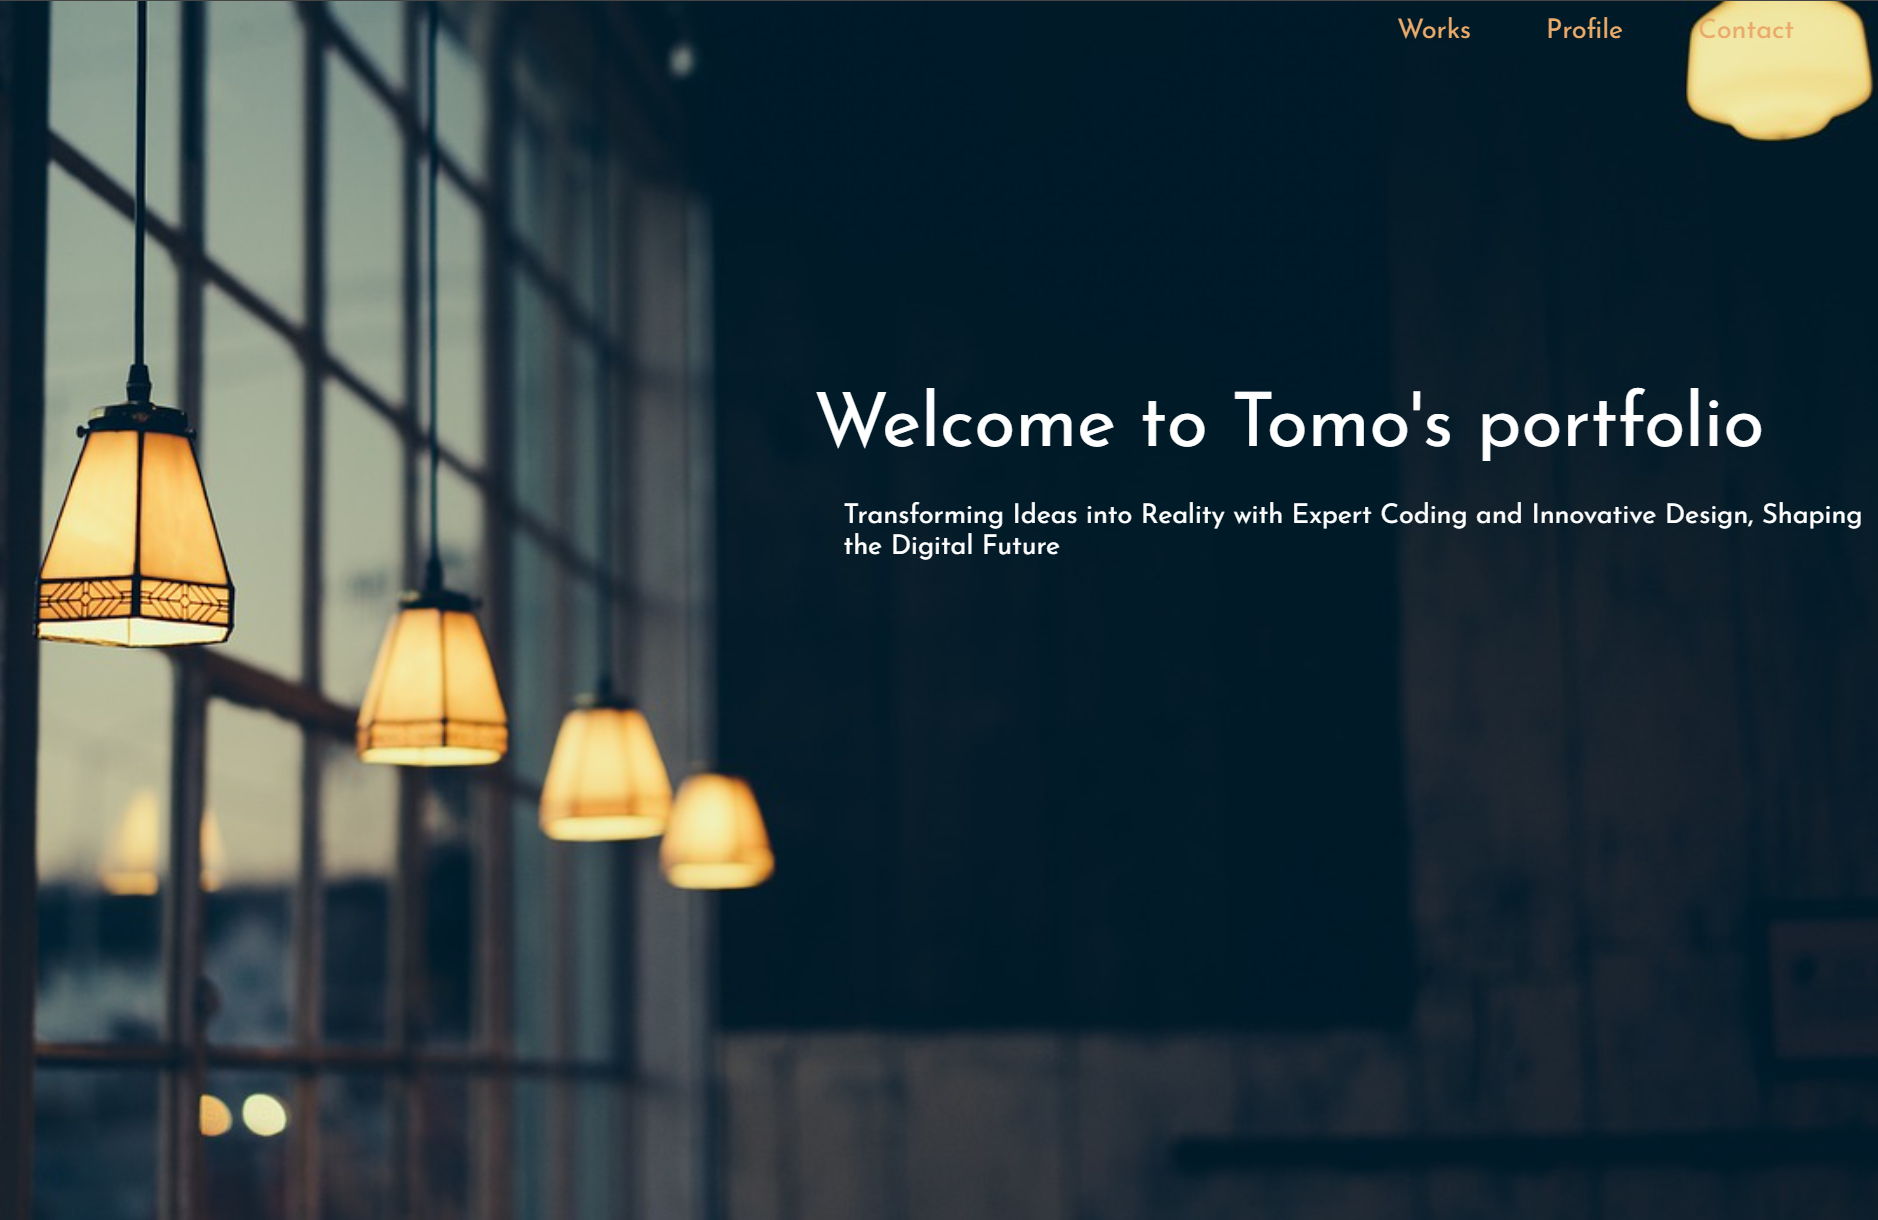 Works Profile Contact
Welcome to Tomo's portfolio
Transforming Ideas into Reality with Expert Coding and Innovative Design, Shaping
the Digital Future